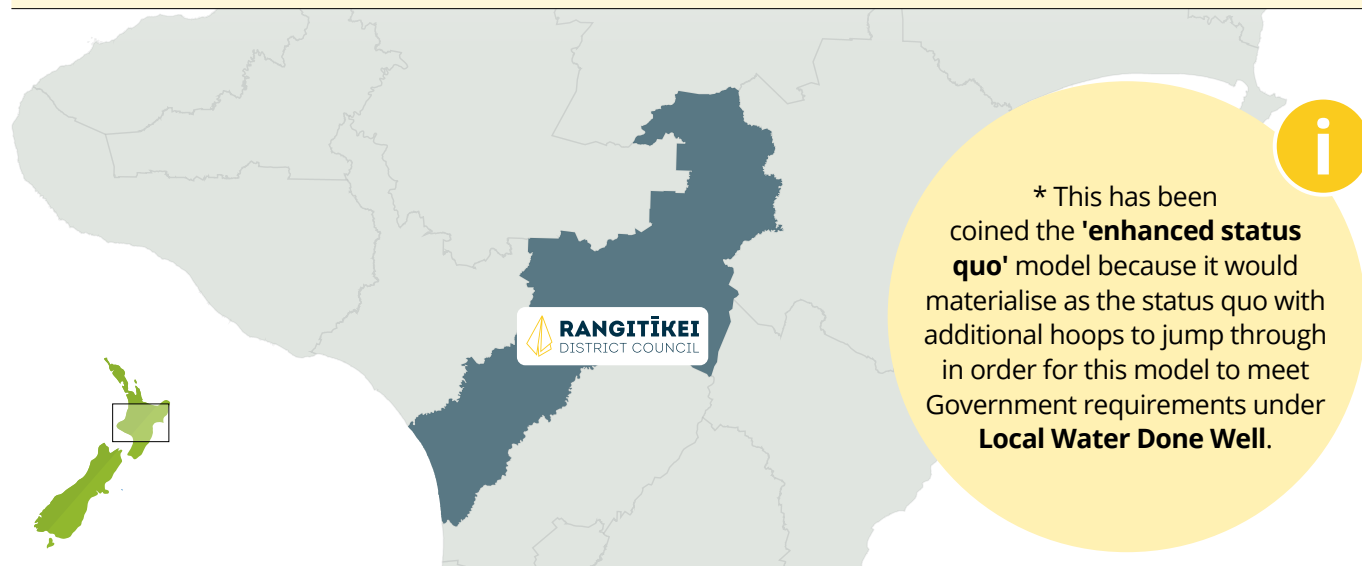 i
* This has been
coined the 'enhanced status
quo' model because it would
materialise as the status quo with
additional hoops to jump through
in order for this model to meet
Government requirements under
Local Water Done Well.
RANGITĪKEI
DISTRICT COUNCIL